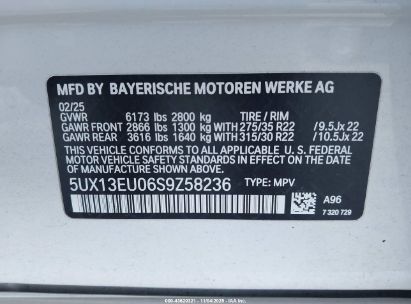 MFD BY BAYERISCHE MOTOREN WERKE AG
02/25
GVWR 6173 lbs 2800 kg TIRE / RIM
GAWR FRONT 2866 lbs 1300 kg WITH 275/35 R22 / 9.5Jx 22
GAWR REAR 3616 lbs 1640 kg WITH 315/30 R22 / 10.5Jx 22
THIS VEHICLE CONFORMS TO ALL APPLICABLE U. S. FEDERAL
MOTOR VEHICLE SAFETY STANDARDS IN EFFECT ON THE
DATE OF MANUFACTURE SHOWN ABOVE.
5UX13EU06S9Z58236 TYPE: MPV
A96
7 320 729